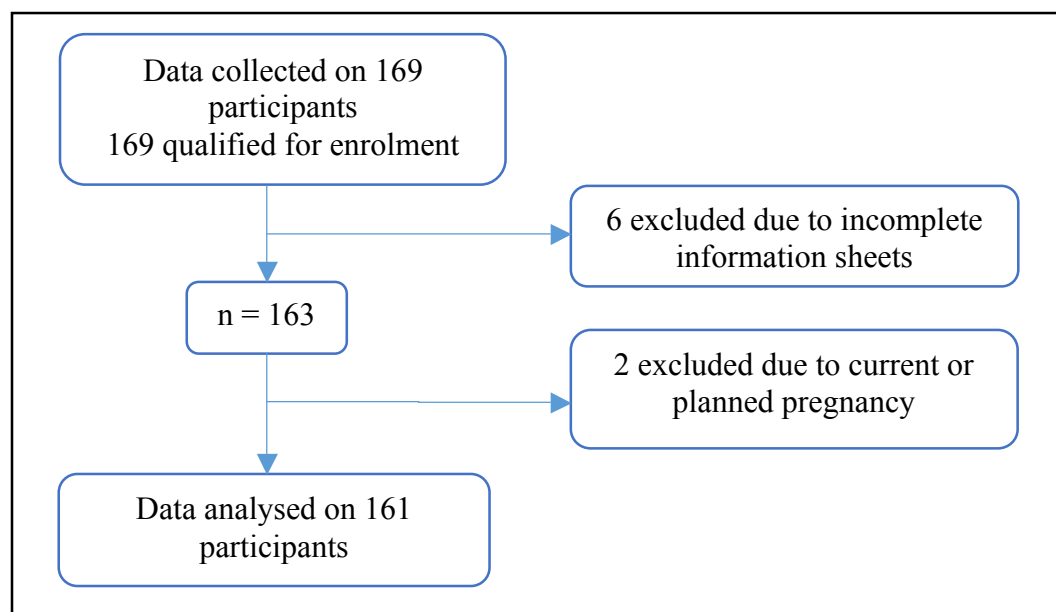 Data collected on 169
participants
169 qualified for enrolment
6 excluded due to incomplete
information sheets
n = 163
2 excluded due to current or
planned pregnancy
Data analysed on 161
participants